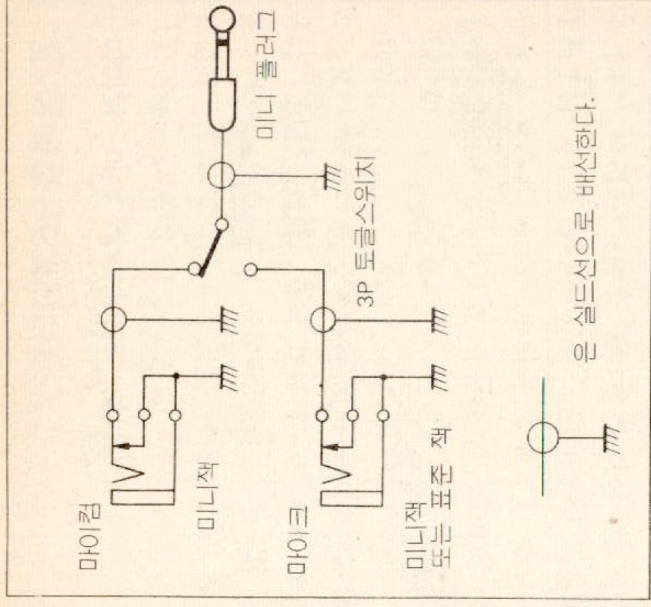 마이컴
미니잭
미니 플러그
3P 토글스위치
마이크
미니잭
또는 표준 잭
은 실드선으로 배선한다.